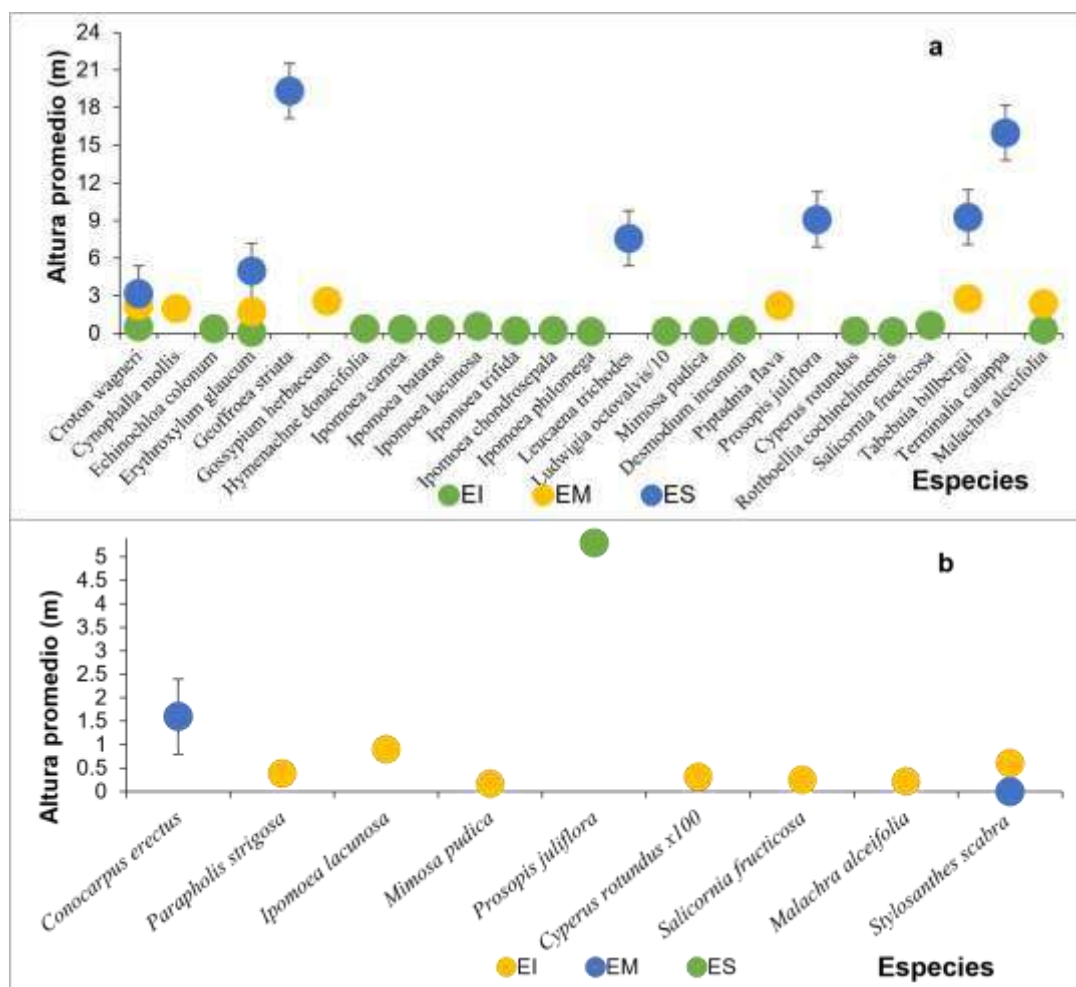 a
Altura promedio (m)
24
21
18
15
12
9
6
3
0
Croton wagneri
Cynophalla mollis
Echinochloa colonum
Erythroxylum glaucum
Geoffroea striata
Gossypium herbaceum
Hymenachne donacifolia
Ipomoea carnea
Ipomoea batatas
Ipomoea lacunosa
Ipomoea trifida
Ipomoea chondrosepala
Ipomoea philomega
Leucaena trichodes
Ludwigia octovalvis/10
Mimosa pudica
Desmodium incanum
Piptadnia flava
Prosopis juliflora
Cyperus rotundus
Rottboellia cochinchinensis
Salicornia fructicosa
Tabebuia billbergii
Terminalia catappa
Malachra alceifolia
Especies
EI EM ES
b
Altura promedio (m)
5
4.5
4
3.5
3
2.5
2
1.5
1
0.5
0
Conocarpus erectus
Parapholis strigosa
Ipomoea lacunosa
Mimosa pudica
Prosopis juliflora
Cyperus rotundus x100
Salicornia fructicosa
Malachra alceifolia
Stylosanthes scabra
EI EM ES
Especies